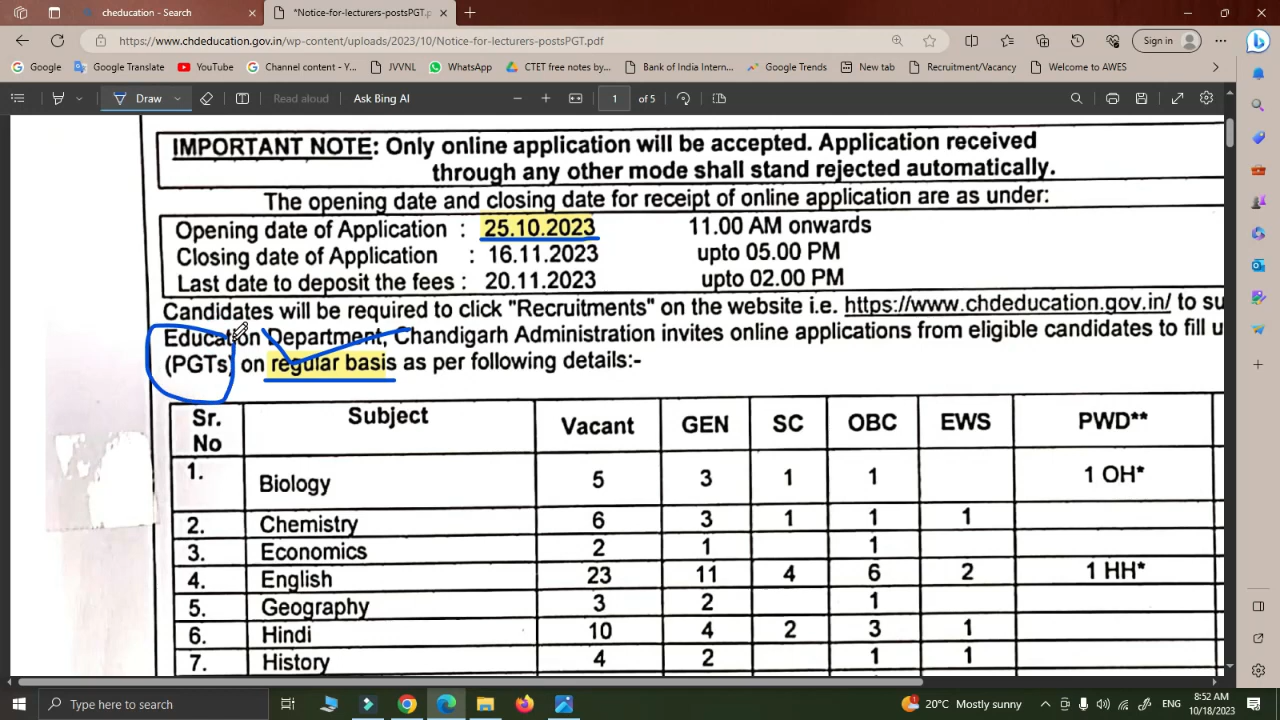 cheducation - Search
*Notice-for-lecturers-postsPGT.p
https://www.chdeducation.gov.in/wp-content/uploads/2023/10/Notice-for-lecturers-postsPGT.pdf
Sign in
Google Google Translate YouTube Channel content - Y... JVVNL WhatsApp CTET free notes by... Bank of India Intern... Google Trends New tab Recruitment/Vacancy Welcome to AWES
Draw Read aloud Ask Bing AI 1 of 5
IMPORTANT NOTE: Only online application will be accepted. Application received
through any other mode shall stand rejected automatically.
The opening date and closing date for receipt of online application are as under:
Opening date of Application : 25.10.2023 11.00 AM onwards
Closing date of Application : 16.11.2023 upto 05.00 PM
Last date to deposit the fees : 20.11.2023 upto 02.00 PM
Candidates will be required to click "Recruitments" on the website i.e. https://www.chdeducation.gov.in/ to su
Education Department, Chandigarh Administration invites online applications from eligible candidates to fill u
(PGTs) on regular basis as per following details:-
Sr. No Subject Vacant GEN SC OBC EWS PWD**
1. Biology 5 3 1 1 1 OH*
2. Chemistry 6 3 1 1 1
3. Economics 2 1 1
4. English 23 11 4 6 2 1 HH*
5. Geography 3 2 1
6. Hindi 10 4 2 3 1
7. History 4 2 1 1
Type here to search
20°C Mostly sunny
ENG
8:52 AM
10/18/2023